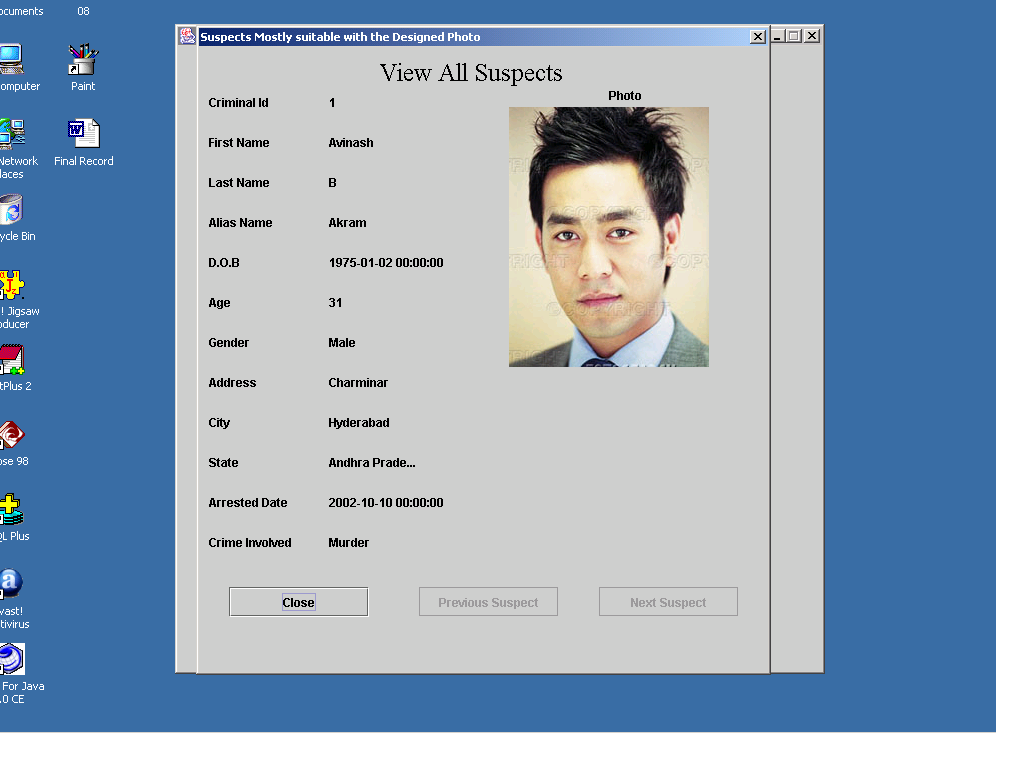 ocuments
08
omputer
Paint
Network
laces
Final Record
ycle Bin
! Jigsaw
oducer
tPlus 2
ose 98
QL Plus
vast!
tivirus
For Java
.0 CE
Suspects Mostly suitable with the Designed Photo
View All Suspects
Photo
Criminal Id 1
First Name Avinash
Last Name B
Alias Name Akram
D.O.B 1975-01-02 00:00:00
Age 31
Gender Male
Address Charminar
City Hyderabad
State Andhra Prade...
Arrested Date 2002-10-10 00:00:00
Crime Involved Murder
©COPYRIGHT
©COPYRIGHT
Close Previous Suspect Next Suspect